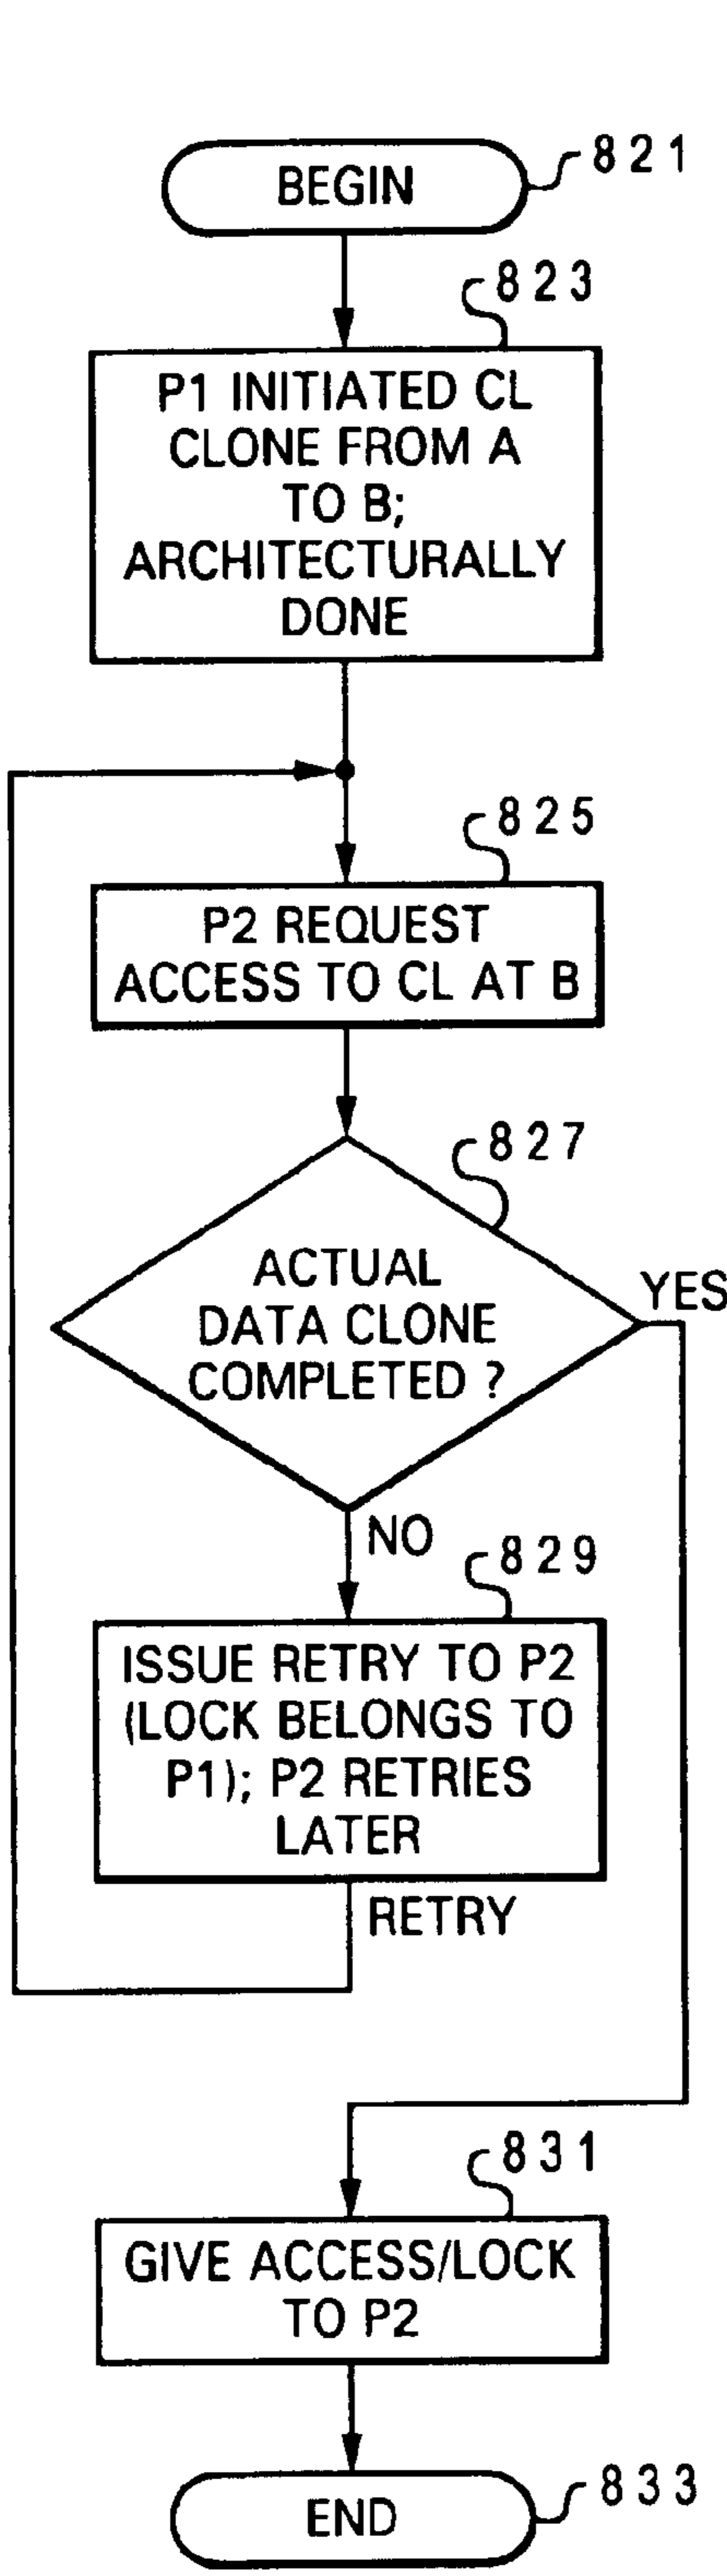 BEGIN
821
823
P1 INITIATED CL
CLONE FROM A
TO B;
ARCHITECTURALLY
DONE
825
P2 REQUEST
ACCESS TO CL AT B
827
ACTUAL
DATA CLONE
COMPLETED ?
YES
NO
829
ISSUE RETRY TO P2
(LOCK BELONGS TO
P1); P2 RETRIES
LATER
RETRY
831
GIVE ACCESS/LOCK
TO P2
END
833